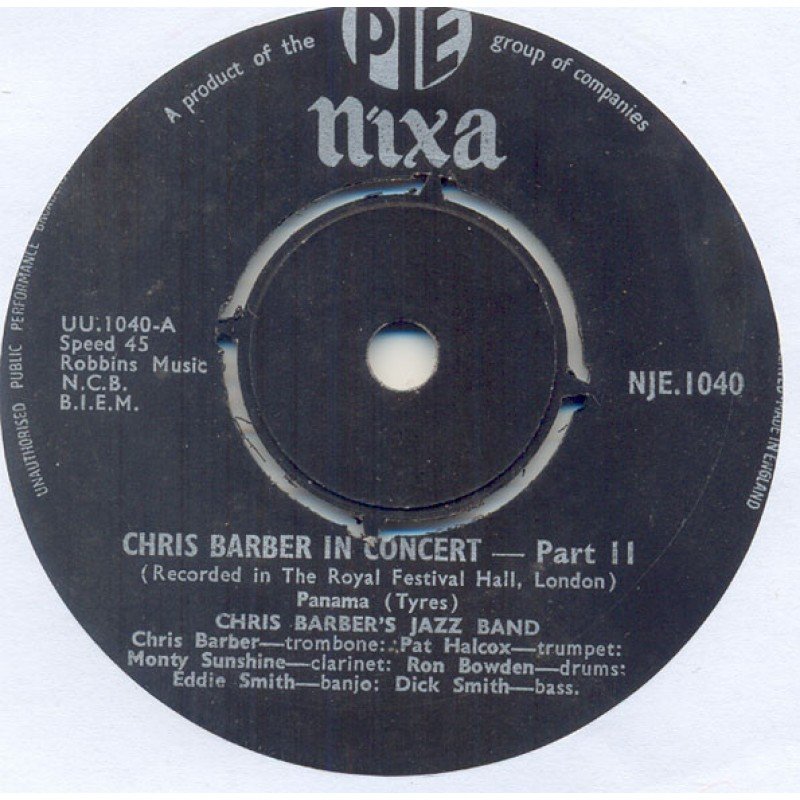 A product of the PYE group of companies
nixa
UNAUTHORISED PUBLIC PERFORMANCE
UU.1040-A
Speed 45
Robbins Music
N.C.B.
B.I.E.M.
NJE.1040
MADE IN ENGLAND
CHRIS BARBER IN CONCERT — Part II
(Recorded in The Royal Festival Hall, London)
Panama (Tyres)
CHRIS BARBER'S JAZZ BAND
Chris Barber—trombone: Pat Halcox—trumpet:
Monty Sunshine—clarinet: Ron Bowden—drums:
Eddie Smith—banjo: Dick Smith—bass.